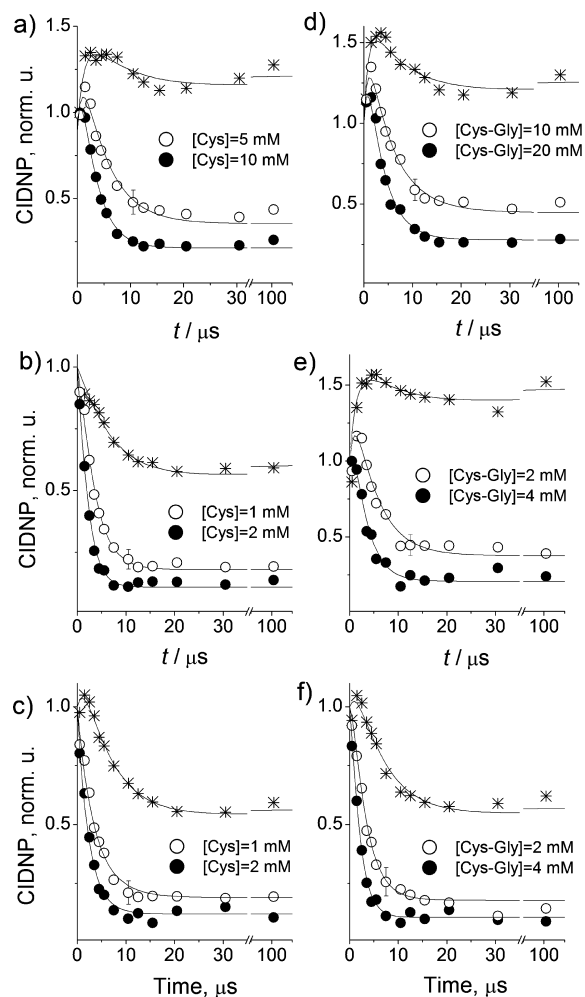 a)
CIDNP, norm. u.
1.5
1.0
0.5
[Cys]=5 mM
[Cys]=10 mM
0 10 20 30 100
t / μs
d)
1.5
1.0
0.5
[Cys-Gly]=10 mM
[Cys-Gly]=20 mM
0 10 20 30 100
t / μs
b)
CIDNP, norm. u.
1.0
0.5
[Cys]=1 mM
[Cys]=2 mM
0 10 20 30 100
t / μs
e)
1.5
1.0
0.5
[Cys-Gly]=2 mM
[Cys-Gly]=4 mM
0 10 20 30 100
t / μs
c)
CIDNP, norm. u.
1.0
0.5
[Cys]=1 mM
[Cys]=2 mM
0 10 20 30 100
Time, μs
f)
1.0
0.5
[Cys-Gly]=2 mM
[Cys-Gly]=4 mM
0 10 20 30 100
Time, μs